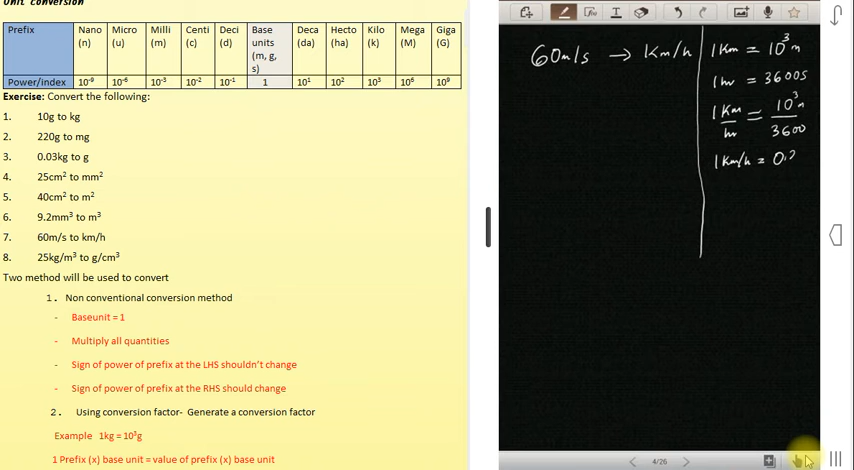 Unit Conversion
Prefix Nano (n) Micro (u) Milli (m) Centi (c) Deci (d) Base units (m, g, s) Deca (da) Hecto (ha) Kilo (k) Mega (M) Giga (G)
Power/index 10⁻⁹ 10⁻⁶ 10⁻³ 10⁻² 10⁻¹ 1 10¹ 10² 10³ 10⁶ 10⁹
Exercise: Convert the following:
1. 10g to kg
2. 220g to mg
3. 0.03kg to g
4. 25cm² to mm²
5. 40cm² to m²
6. 9.2mm³ to m³
7. 60m/s to km/h
8. 25kg/m³ to g/cm³
Two method will be used to convert
1. Non conventional conversion method
- Baseunit = 1
- Multiply all quantities
- Sign of power of prefix at the LHS shouldn't change
- Sign of power of prefix at the RHS should change
2. Using conversion factor- Generate a conversion factor
Example 1kg = 10³g
1 Prefix (x) base unit = value of prefix (x) base unit
60m/s → km/h
1km = 10³m
1hr = 3600s
1km/hr = 10³m/3600
1km/h = 0.2
4/26